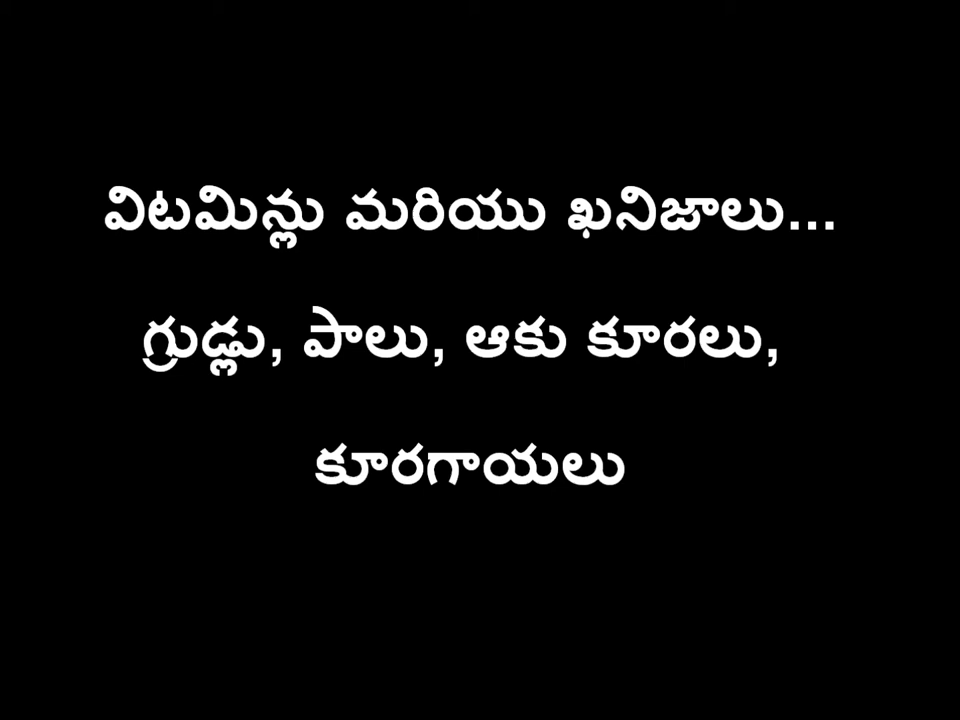 విటమిన్లు మరియు ఖనిజాలు...
గ్రుడ్లు, పాలు, ఆకు కూరలు,
కూరగాయలు